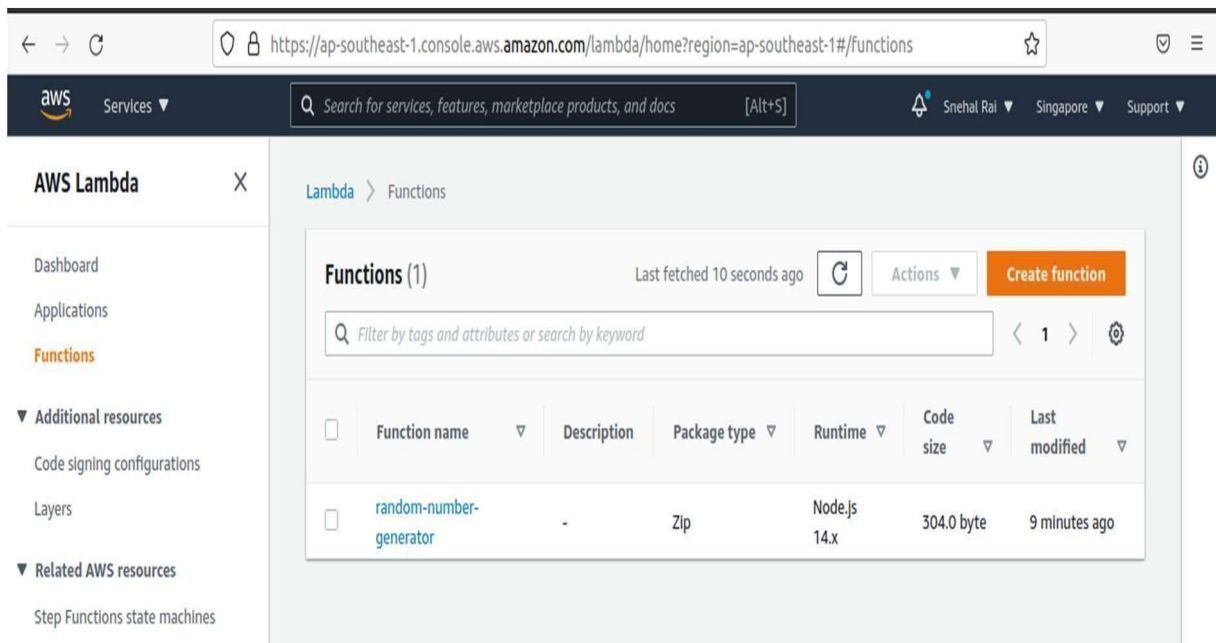 https://ap-southeast-1.console.aws.amazon.com/lambda/home?region=ap-southeast-1#/functions
aws Services ▼ Search for services, features, marketplace products, and docs [Alt+S] Snehal Rai ▼ Singapore ▼ Support ▼
AWS Lambda
Lambda > Functions
Dashboard
Applications
Functions
Additional resources
Code signing configurations
Layers
Related AWS resources
Step Functions state machines
Functions (1) Last fetched 10 seconds ago Actions ▼ Create function
Filter by tags and attributes or search by keyword 1
Function name Description Package type Runtime Code size Last modified
random-number-generator - Zip Node.js 14.x 304.0 byte 9 minutes ago